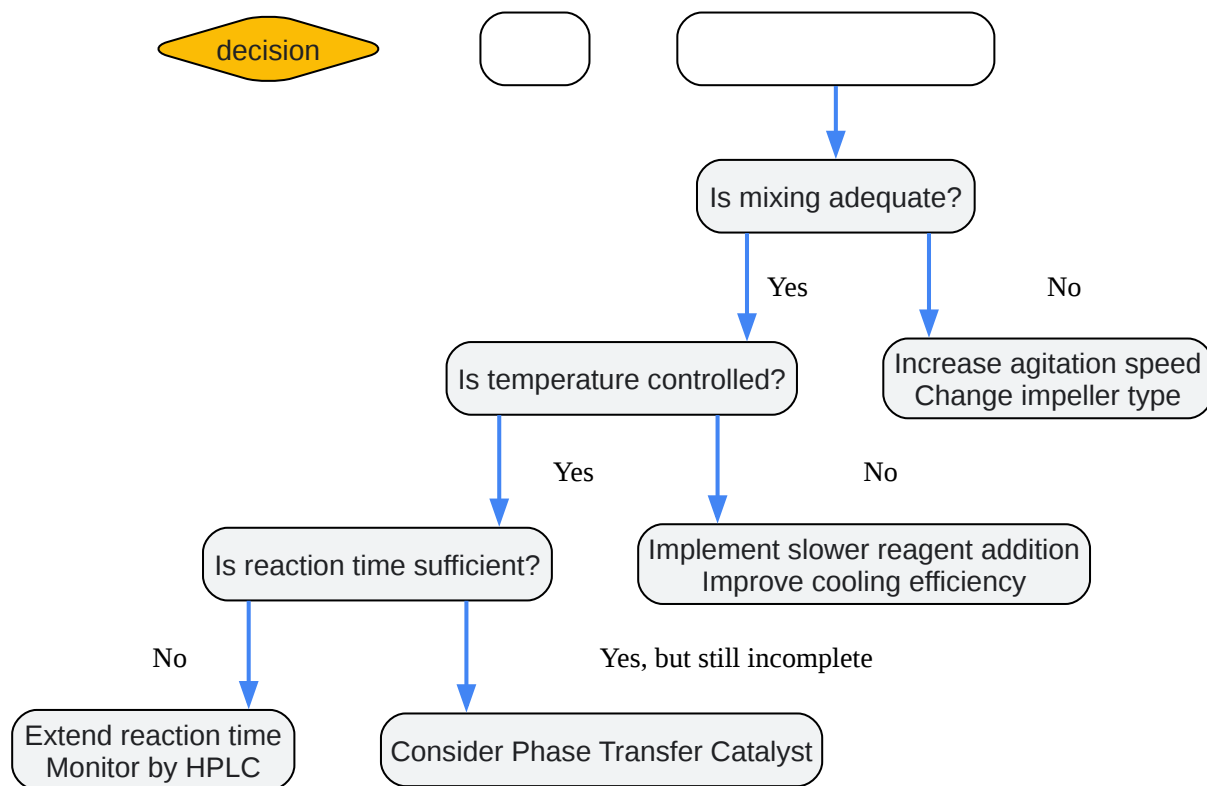 decision
Is mixing adequate?
Yes
No
Increase agitation speed
Change impeller type
Is temperature controlled?
Yes
No
Implement slower reagent addition
Improve cooling efficiency
Is reaction time sufficient?
No
Yes, but still incomplete
Extend reaction time
Monitor by HPLC
Consider Phase Transfer Catalyst